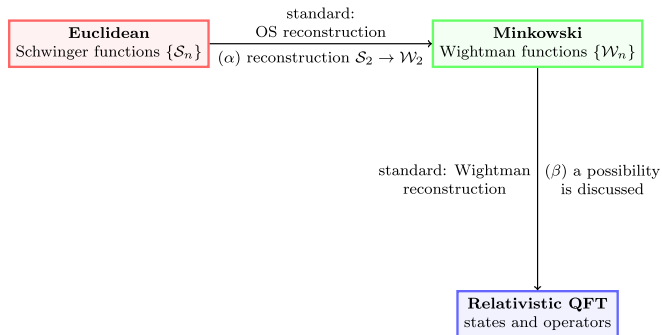 standard:
OS reconstruction
Euclidean
Schwinger functions {𝒮ₙ}
(α) reconstruction 𝒮₂ → 𝒲₂
Minkowski
Wightman functions {𝒲ₙ}
standard: Wightman
reconstruction
(β) a possibility
is discussed
Relativistic QFT
states and operators